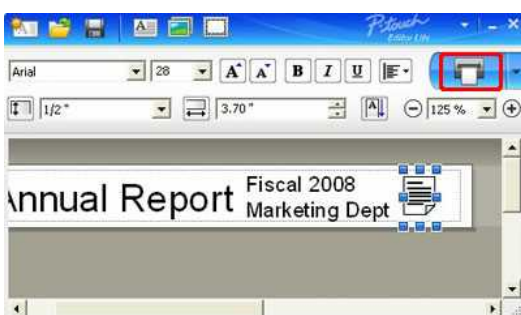 P-touch
Editor Lite
Arial
28
A
A
B
I
U
1/2 "
3.70 "
A
125 %
Annual Report
Fiscal 2008
Marketing Dept